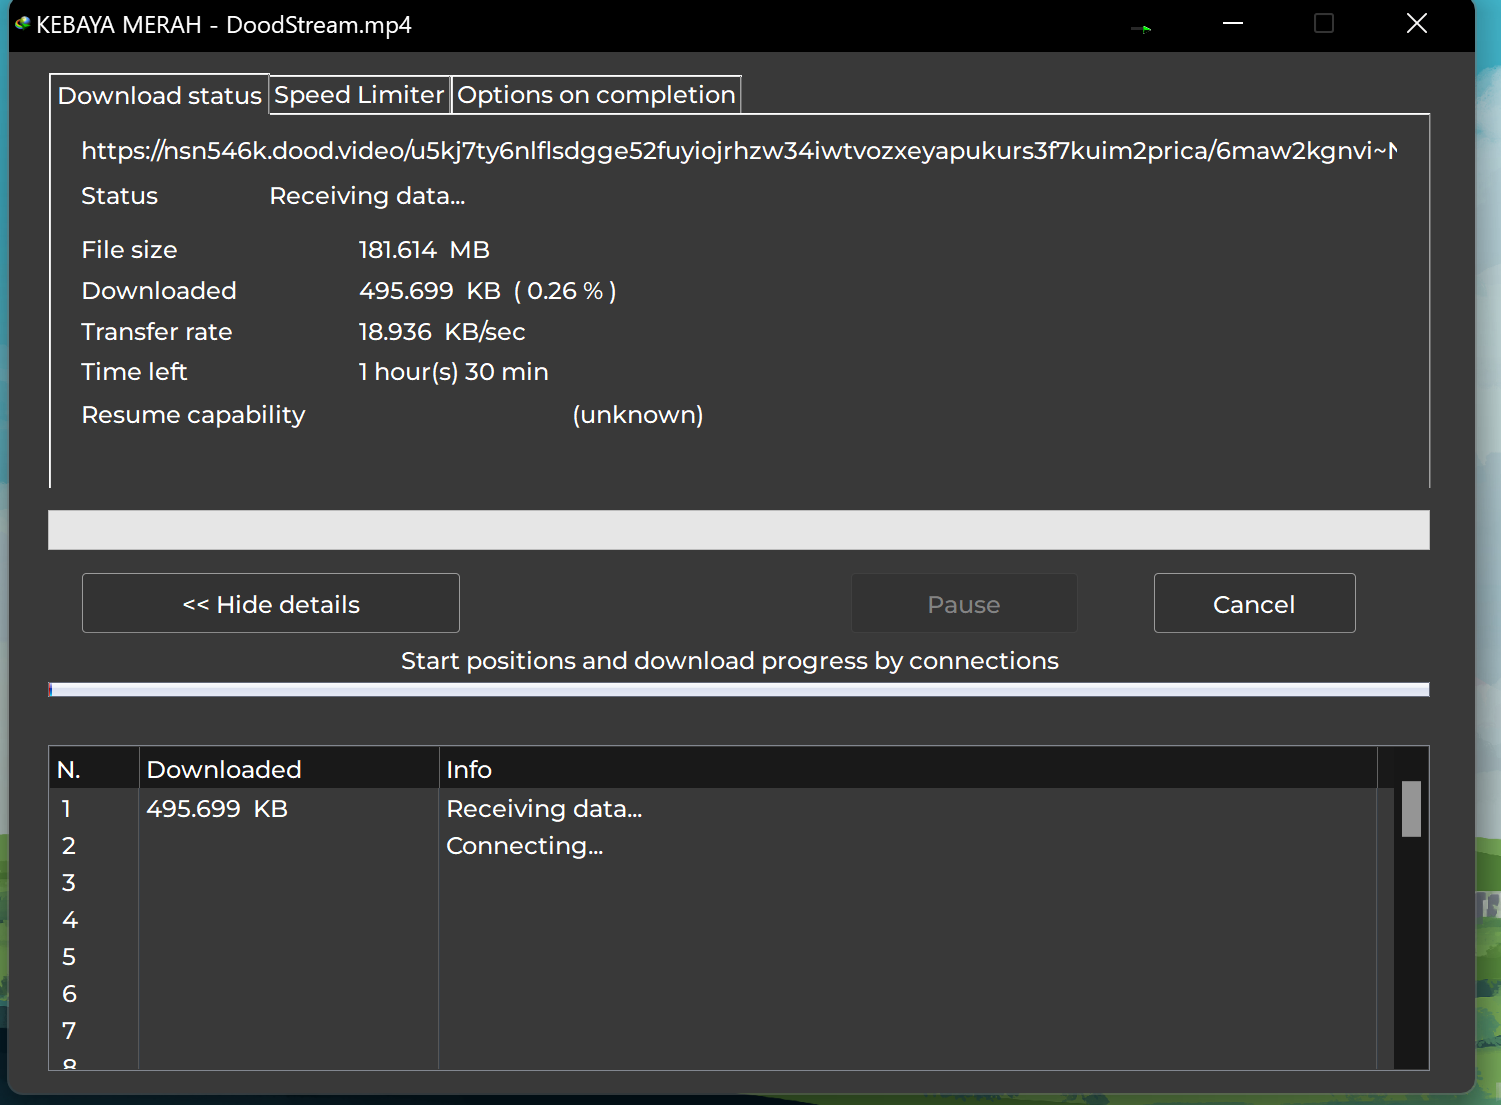 KEBAYA MERAH - DoodStream.mp4
Download status Speed Limiter Options on completion
https://nsn546k.dood.video/u5kj7ty6nlflsdgge52fuyiojrhzw34iwtvozxeyapukurs3f7kuim2prica/6maw2kgnvi~
Status Receiving data...
File size 181.614 MB
Downloaded 495.699 KB ( 0.26 % )
Transfer rate 18.936 KB/sec
Time left 1 hour(s) 30 min
Resume capability (unknown)
<< Hide details Pause Cancel
Start positions and download progress by connections
N. Downloaded Info
1 495.699 KB Receiving data...
2 Connecting...
3
4
5
6
7
8